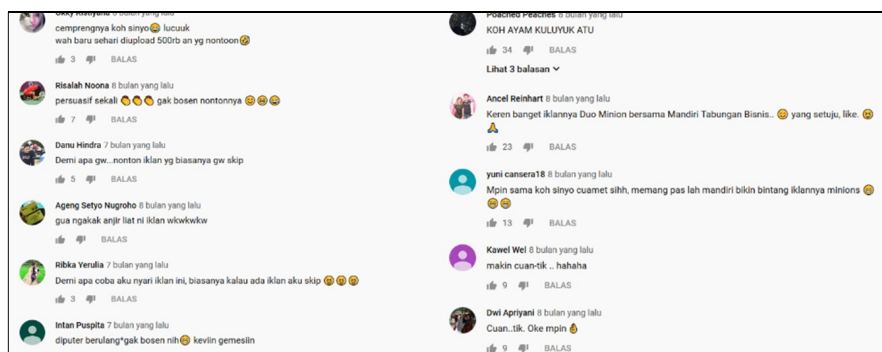 cemprengnya koh sinyo😂 lucuuk
wah baru sehari diupload 500rb an yg nontoon🤣
3 BALAS
Risalah Noona 8 bulan yang lalu
persuasif sekali 👏👏👏 gak bosen nontonnya
7 BALAS
Danu Hindra 7 bulan yang lalu
Demi apa gw...nonton iklan yg biasanya gw skip
5 BALAS
Ageng Setyo Nugroho 8 bulan yang lalu
gua ngakak anjir liat ni iklan wkwkwkw
BALAS
Ribka Yerulia 7 bulan yang lalu
Demi apa coba aku nyari iklan ini, biasanya kalau ada iklan aku skip
3 BALAS
Intan Puspita 7 bulan yang lalu
diputer berulang*gak bosen nih keviin gemesiin
Poached Peaches 8 bulan yang lalu
KOH AYAM KULUYUK ATU
34 BALAS
Lihat 3 balasan
Ancel Reinhart 8 bulan yang lalu
Keren banget iklannya Duo Minion bersama Mandiri Tabungan Bisnis.. yang setuju, like.
🙏
23 BALAS
yuni cansera18 8 bulan yang lalu
Mpin sama koh sinyo cuamet sihh, memang pas lah mandiri bikin bintang iklannya minions
13 BALAS
Kawel Wel 8 bulan yang lalu
makin cuan-tik .. hahaha
9 BALAS
Dwi Apriyani 8 bulan yang lalu
Cuan..tik. Oke mpin👌
9 BALAS